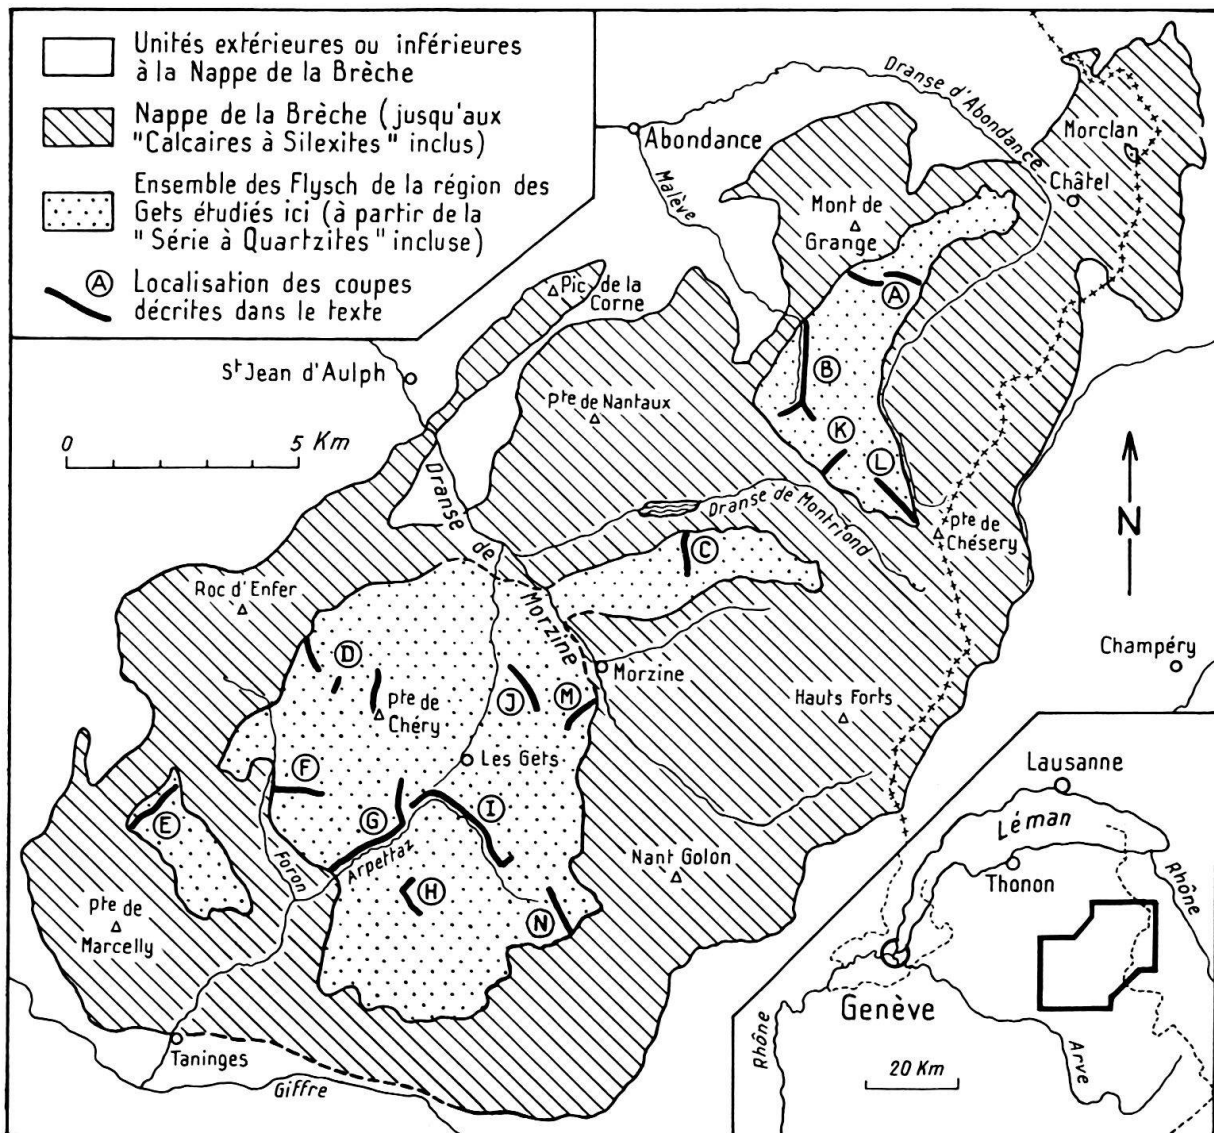 Unités extérieures ou inférieures
à la Nappe de la Brèche
Nappe de la Brèche (jusqu'aux
"Calcaires à Silexites" inclus)
Ensemble des Flysch de la région des
Gets étudiés ici (à partir de la
"Série à Quartzites" incluse)
A Localisation des coupes
décrites dans le texte
Dranse d'Abondance
Abondance
Morclan
Malève
Châtel
Mont de
Grange
A
Pic de la
Corne
St Jean d'Aulph
B
pte de Nantaux
K
0 5 Km
L
Dranse de Morzine
Dranse de Montriond
N
pte de
Chésery
C
Roc d'Enfer
Champéry
D
Morzine
J
M
pte de
Chéry
Hauts Forts
Les Gets
F
Lausanne
I
G
Léman
E
Arpettaz
Nant Golon
Thonon
Foron
H
Rhône
pte de
Marcelly
N
Genève
Taninges
Rhône
Arve
20 Km
Giffre